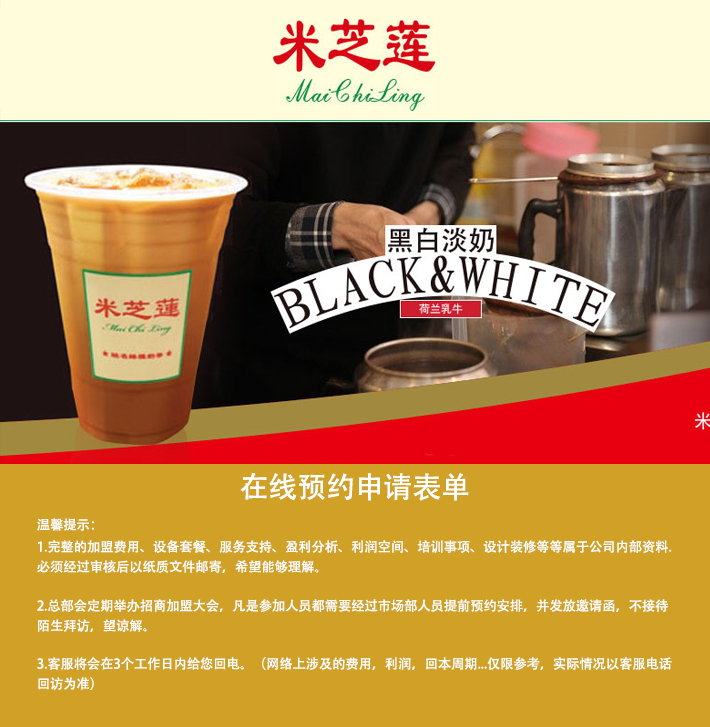 米芝莲
MaiChiLing
黑白淡奶
BLACK&WHITE
荷兰乳牛
米芝蓮
Mai Chi Ling
米
在线预约申请表单
温馨提示：
1.完整的加盟费用、设备套餐、服务支持、盈利分析、利润空间、培训事项、设计装修等等属于公司内部资料.
必须经过审核后以纸质文件邮寄，希望能够理解。
2.总部会定期举办招商加盟大会，凡是参加人员都需要经过市场部人员提前预约安排，并发放邀请函，不接待
陌生拜访，望谅解。
3.客服将会在3个工作日内给您回电。（网络上涉及的费用，利润，回本周期...仅限参考，实际情况以客服电话
回访为准）